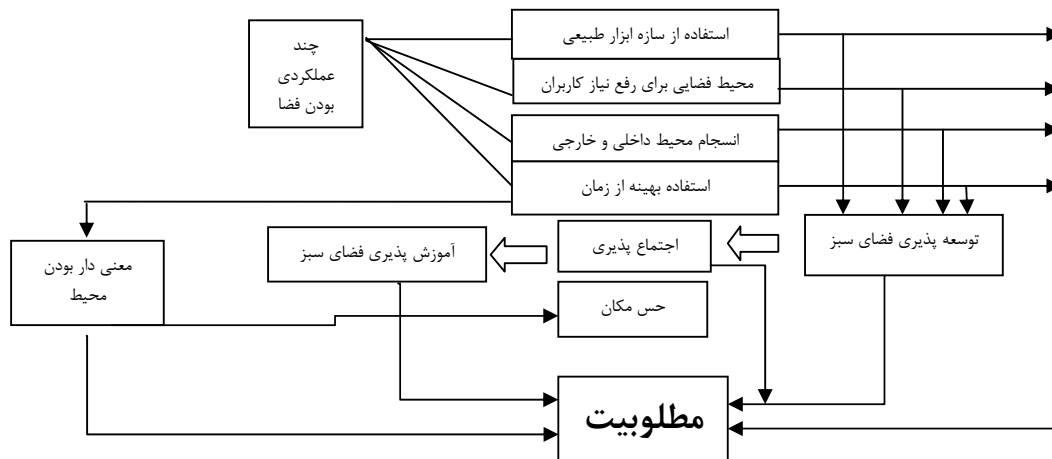 چند
عملکردی
بودن فضا
استفاده از سازه ابزار طبیعی
محیط فضایی برای رفع نیاز کاربران
انسجام محیط داخلی و خارجی
استفاده بهینه از زمان
توسعه پذیری فضای سبز
اجتماع پذیری
آموزش پذیری فضای سبز
معنی دار بودن
محیط
حس مکان
مطلوبیت